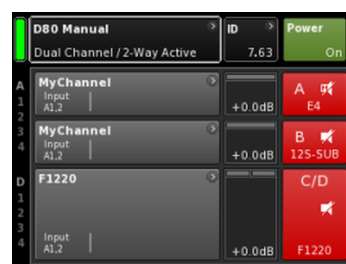 D80 Manual
ID
Power
Dual Channel / 2-Way Active
7.63
On
A
1
2
3
4
D
1
2
3
4
MyChannel
Input
A1,2
+0.0dB
A
E4
MyChannel
Input
A1,2
+0.0dB
B
12S-SUB
F1220
Input
A1,2
+0.0dB
C/D
F1220